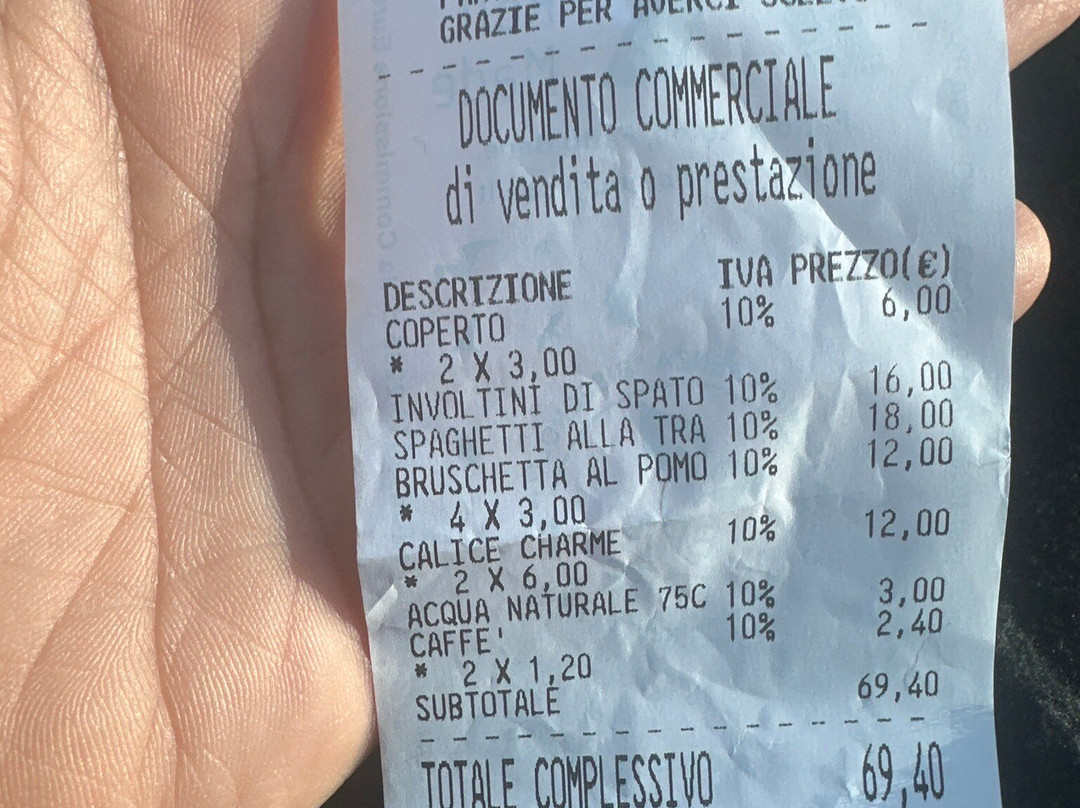 GRAZIE PER AVERCI
- - - - - - - - - - - - - - - -
DOCUMENTO COMMERCIALE
di vendita o prestazione
DESCRIZIONE IVA PREZZO(€)
COPERTO 10% 6,00
* 2 X 3,00
INVOLTINI DI SPATO 10% 16,00
SPAGHETTI ALLA TRA 10% 18,00
BRUSCHETTA AL POMO 10% 12,00
* 4 X 3,00
CALICE CHARME 10% 12,00
* 2 X 6,00
ACQUA NATURALE 75C 10% 3,00
CAFFE' 10% 2,40
* 2 X 1,20
SUBTOTALE 69,40
- - - - - - - - - - - - - - - -
TOTALE COMPLESSIVO 69,40